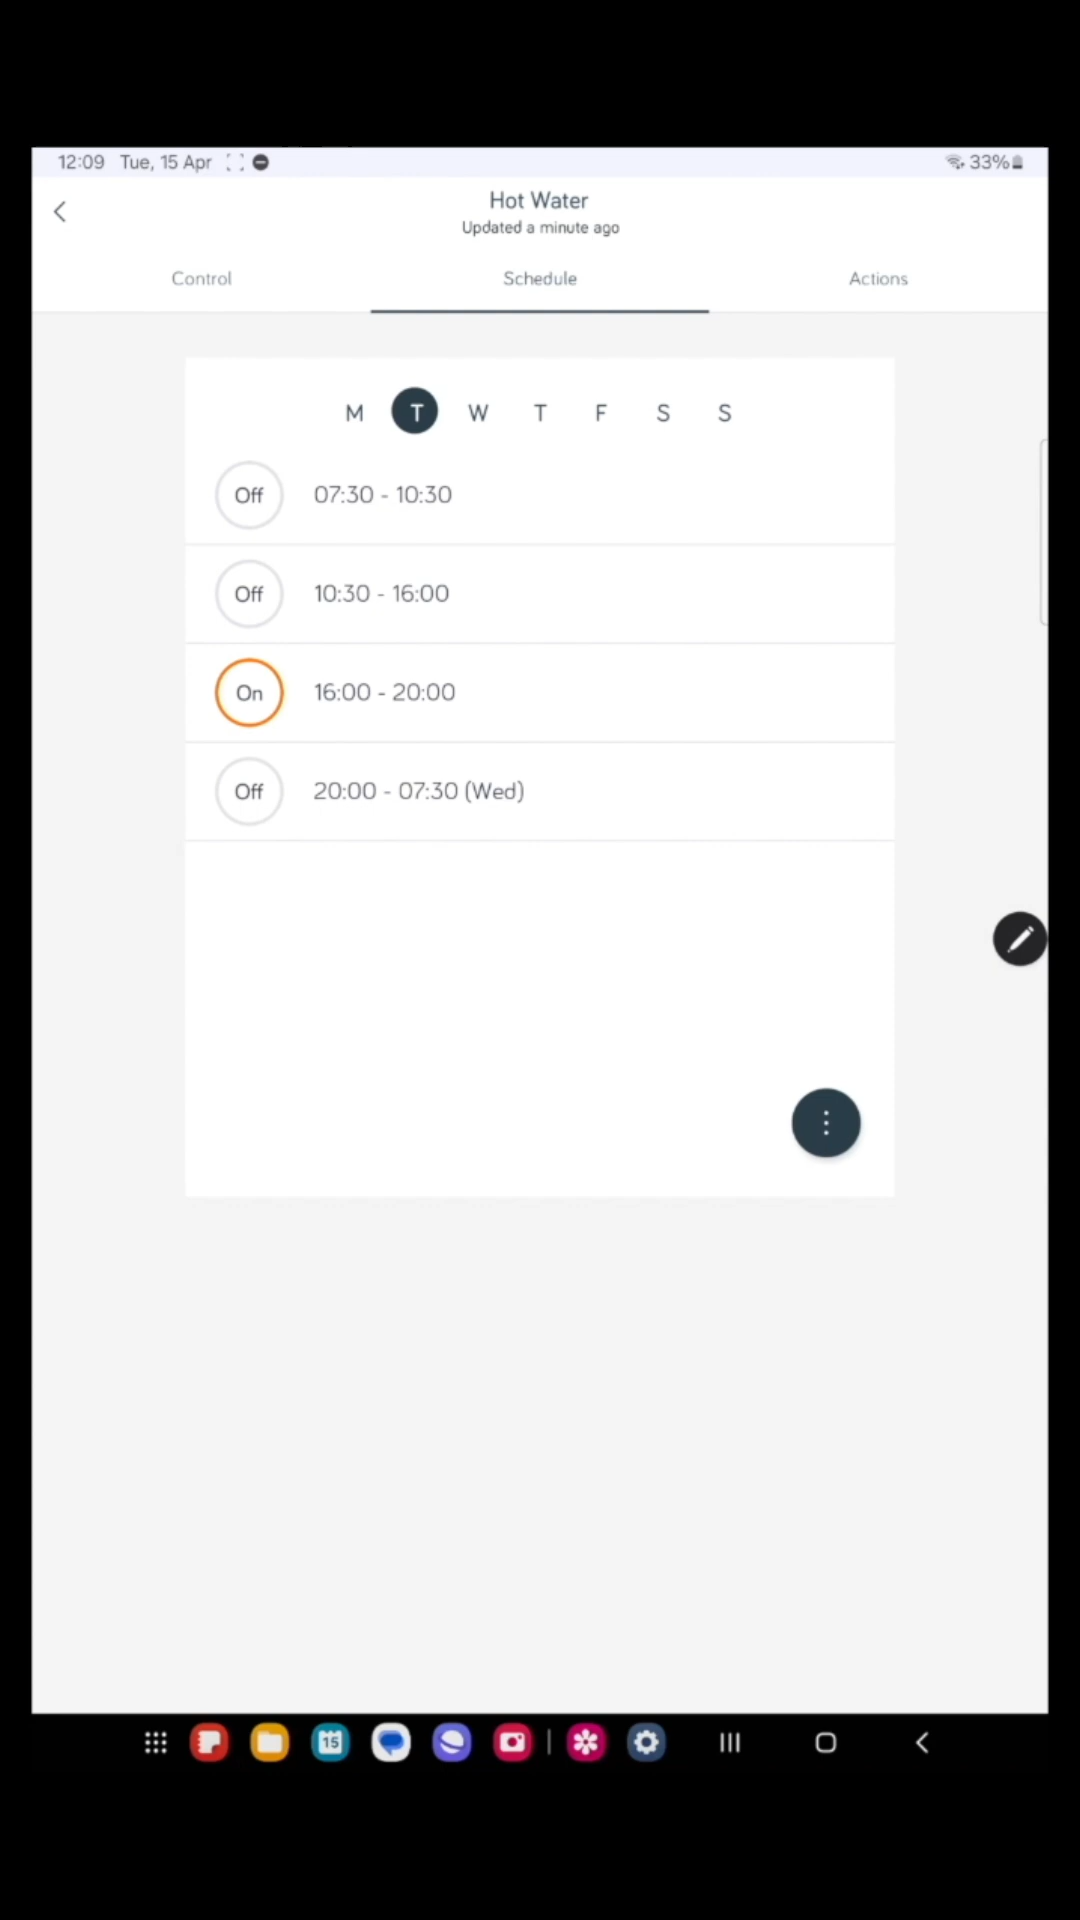 12:09 Tue, 15 Apr 33%
Hot Water
Updated a minute ago
Control Schedule Actions
M T W T F S S
Off 07:30 - 10:30
Off 10:30 - 16:00
On 16:00 - 20:00
Off 20:00 - 07:30 (Wed)
15